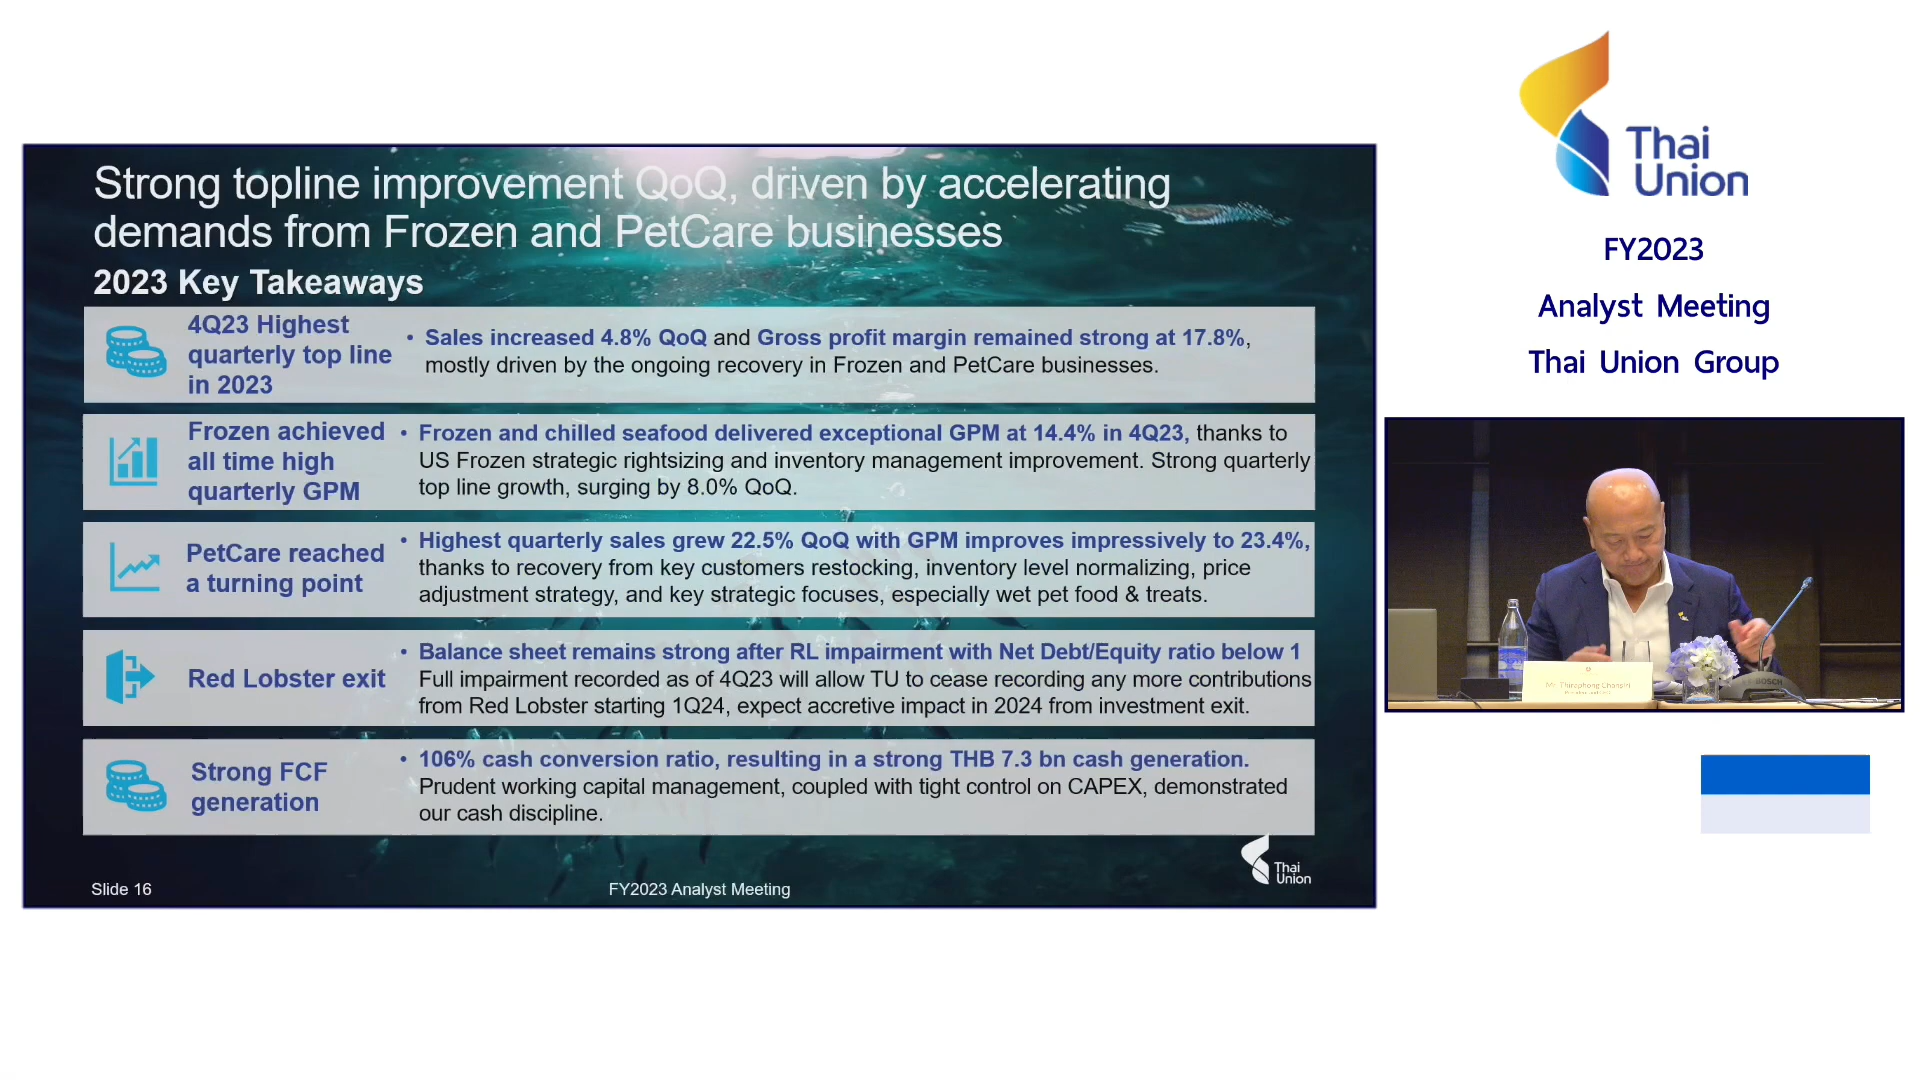 Strong topline improvement QoQ, driven by accelerating
demands from Frozen and PetCare businesses
2023 Key Takeaways
4Q23 Highest
quarterly top line
in 2023
• Sales increased 4.8% QoQ and Gross profit margin remained strong at 17.8%,
mostly driven by the ongoing recovery in Frozen and PetCare businesses.
Frozen achieved
all time high
quarterly GPM
• Frozen and chilled seafood delivered exceptional GPM at 14.4% in 4Q23, thanks to
US Frozen strategic rightsizing and inventory management improvement. Strong quarterly
top line growth, surging by 8.0% QoQ.
PetCare reached
a turning point
• Highest quarterly sales grew 22.5% QoQ with GPM improves impressively to 23.4%,
thanks to recovery from key customers restocking, inventory level normalizing, price
adjustment strategy, and key strategic focuses, especially wet pet food & treats.
Red Lobster exit
• Balance sheet remains strong after RL impairment with Net Debt/Equity ratio below 1
Full impairment recorded as of 4Q23 will allow TU to cease recording any more contributions
from Red Lobster starting 1Q24, expect accretive impact in 2024 from investment exit.
Strong FCF
generation
• 106% cash conversion ratio, resulting in a strong THB 7.3 bn cash generation.
Prudent working capital management, coupled with tight control on CAPEX, demonstrated
our cash discipline.
Slide 16
FY2023 Analyst Meeting
Thai
Union
Thai
Union
FY2023
Analyst Meeting
Thai Union Group
Mr. Thiraphong Chansiri
BOSCH